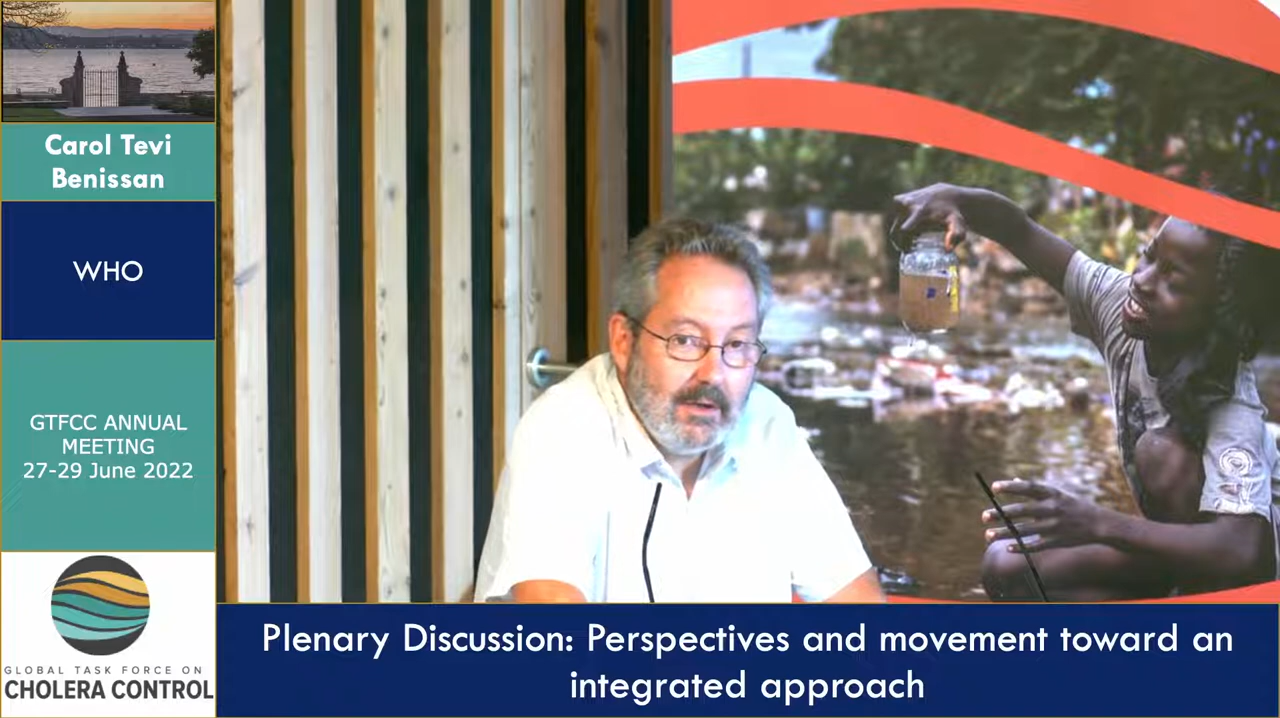 Carol Tevi
Benissan
WHO
GTFCC ANNUAL
MEETING
27-29 June 2022
GLOBAL TASK FORCE ON
CHOLERA CONTROL
Plenary Discussion: Perspectives and movement toward an
integrated approach